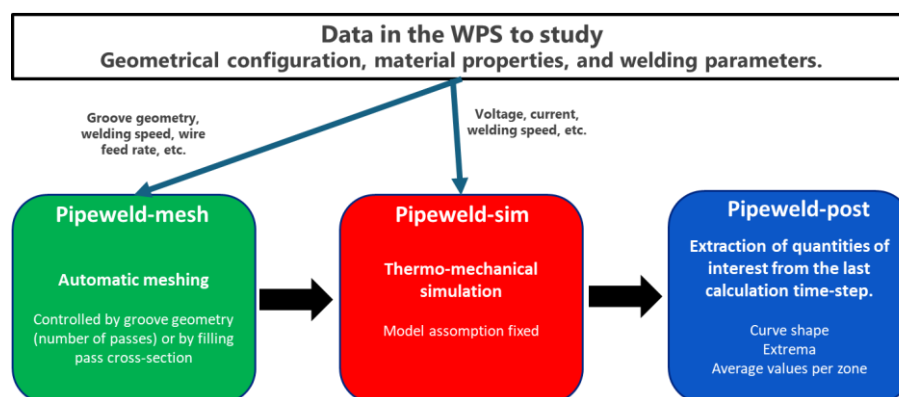 Data in the WPS to study
Geometrical configuration, material properties, and welding parameters.
Groove geometry,
welding speed, wire
feed rate, etc.
Voltage, current,
welding speed, etc.
Pipeweld-mesh
Automatic meshing
Controlled by groove geometry
(number of passes) or by filling
pass cross-section
Pipeweld-sim
Thermo-mechanical
simulation
Model assomption fixed
Pipeweld-post
Extraction of quantities of
interest from the last
calculation time-step.
Curve shape
Extrema
Average values per zone